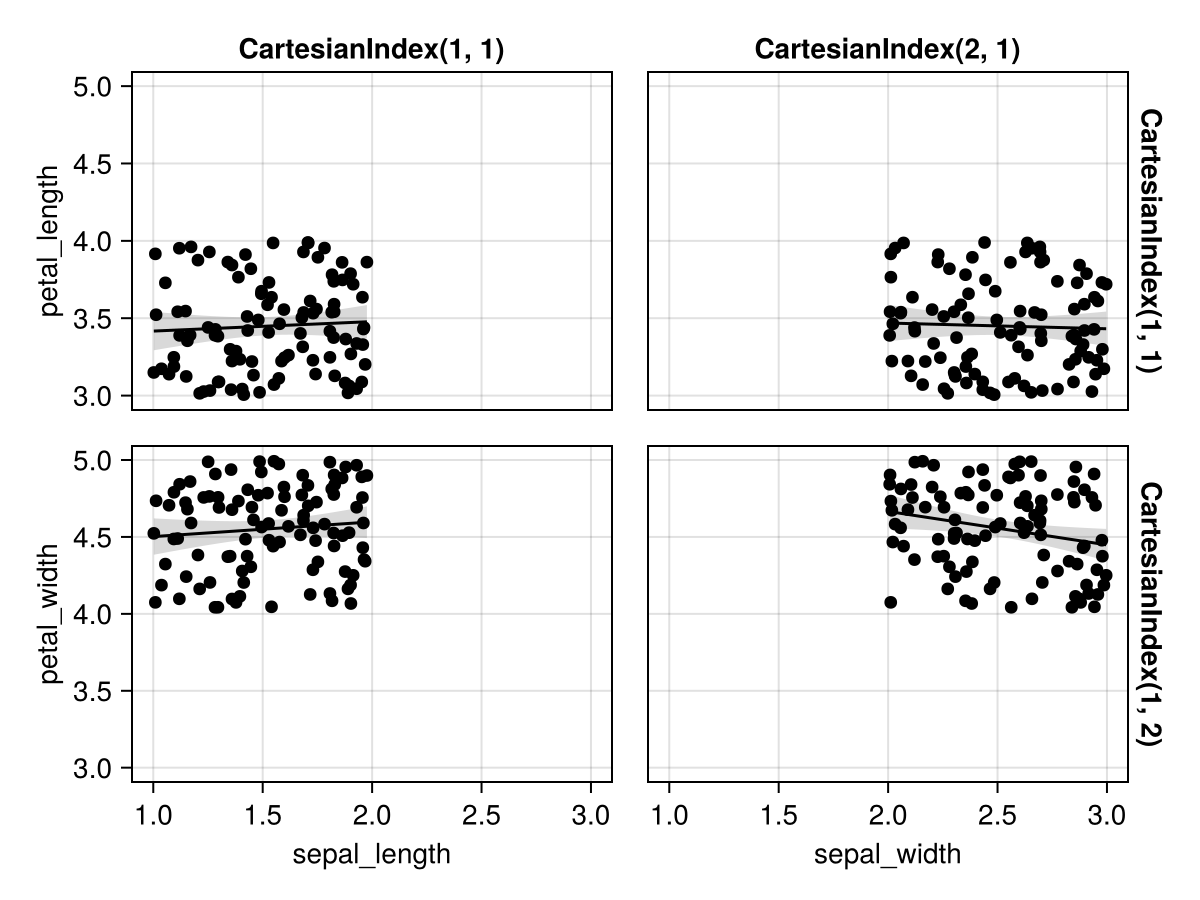 CartesianIndex(1, 1) CartesianIndex(2, 1)
5.0
4.5
4.0
3.5
3.0
petal_length
CartesianIndex(1, 1)
5.0
4.5
4.0
3.5
3.0
petal_width
CartesianIndex(1, 2)
1.0 1.5 2.0 2.5 3.0 1.0 1.5 2.0 2.5 3.0
sepal_length sepal_width